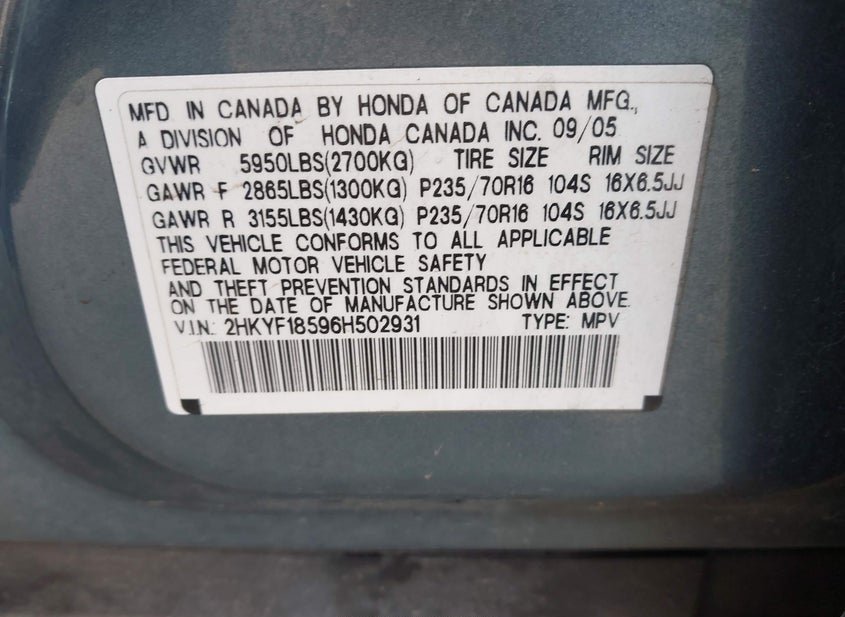 MFD IN CANADA BY HONDA OF CANADA MFG.,
A DIVISION OF HONDA CANADA INC. 09/05
GVWR 5950LBS(2700KG) TIRE SIZE RIM SIZE
GAWR F 2865LBS(1300KG) P235/70R16 104S 16X6.5JJ
GAWR R 3155LBS(1430KG) P235/70R16 104S 16X6.5JJ
THIS VEHICLE CONFORMS TO ALL APPLICABLE
FEDERAL MOTOR VEHICLE SAFETY
AND THEFT PREVENTION STANDARDS IN EFFECT
ON THE DATE OF MANUFACTURE SHOWN ABOVE.
V.I.N.: 2HKYF18596H502931 TYPE: MPV